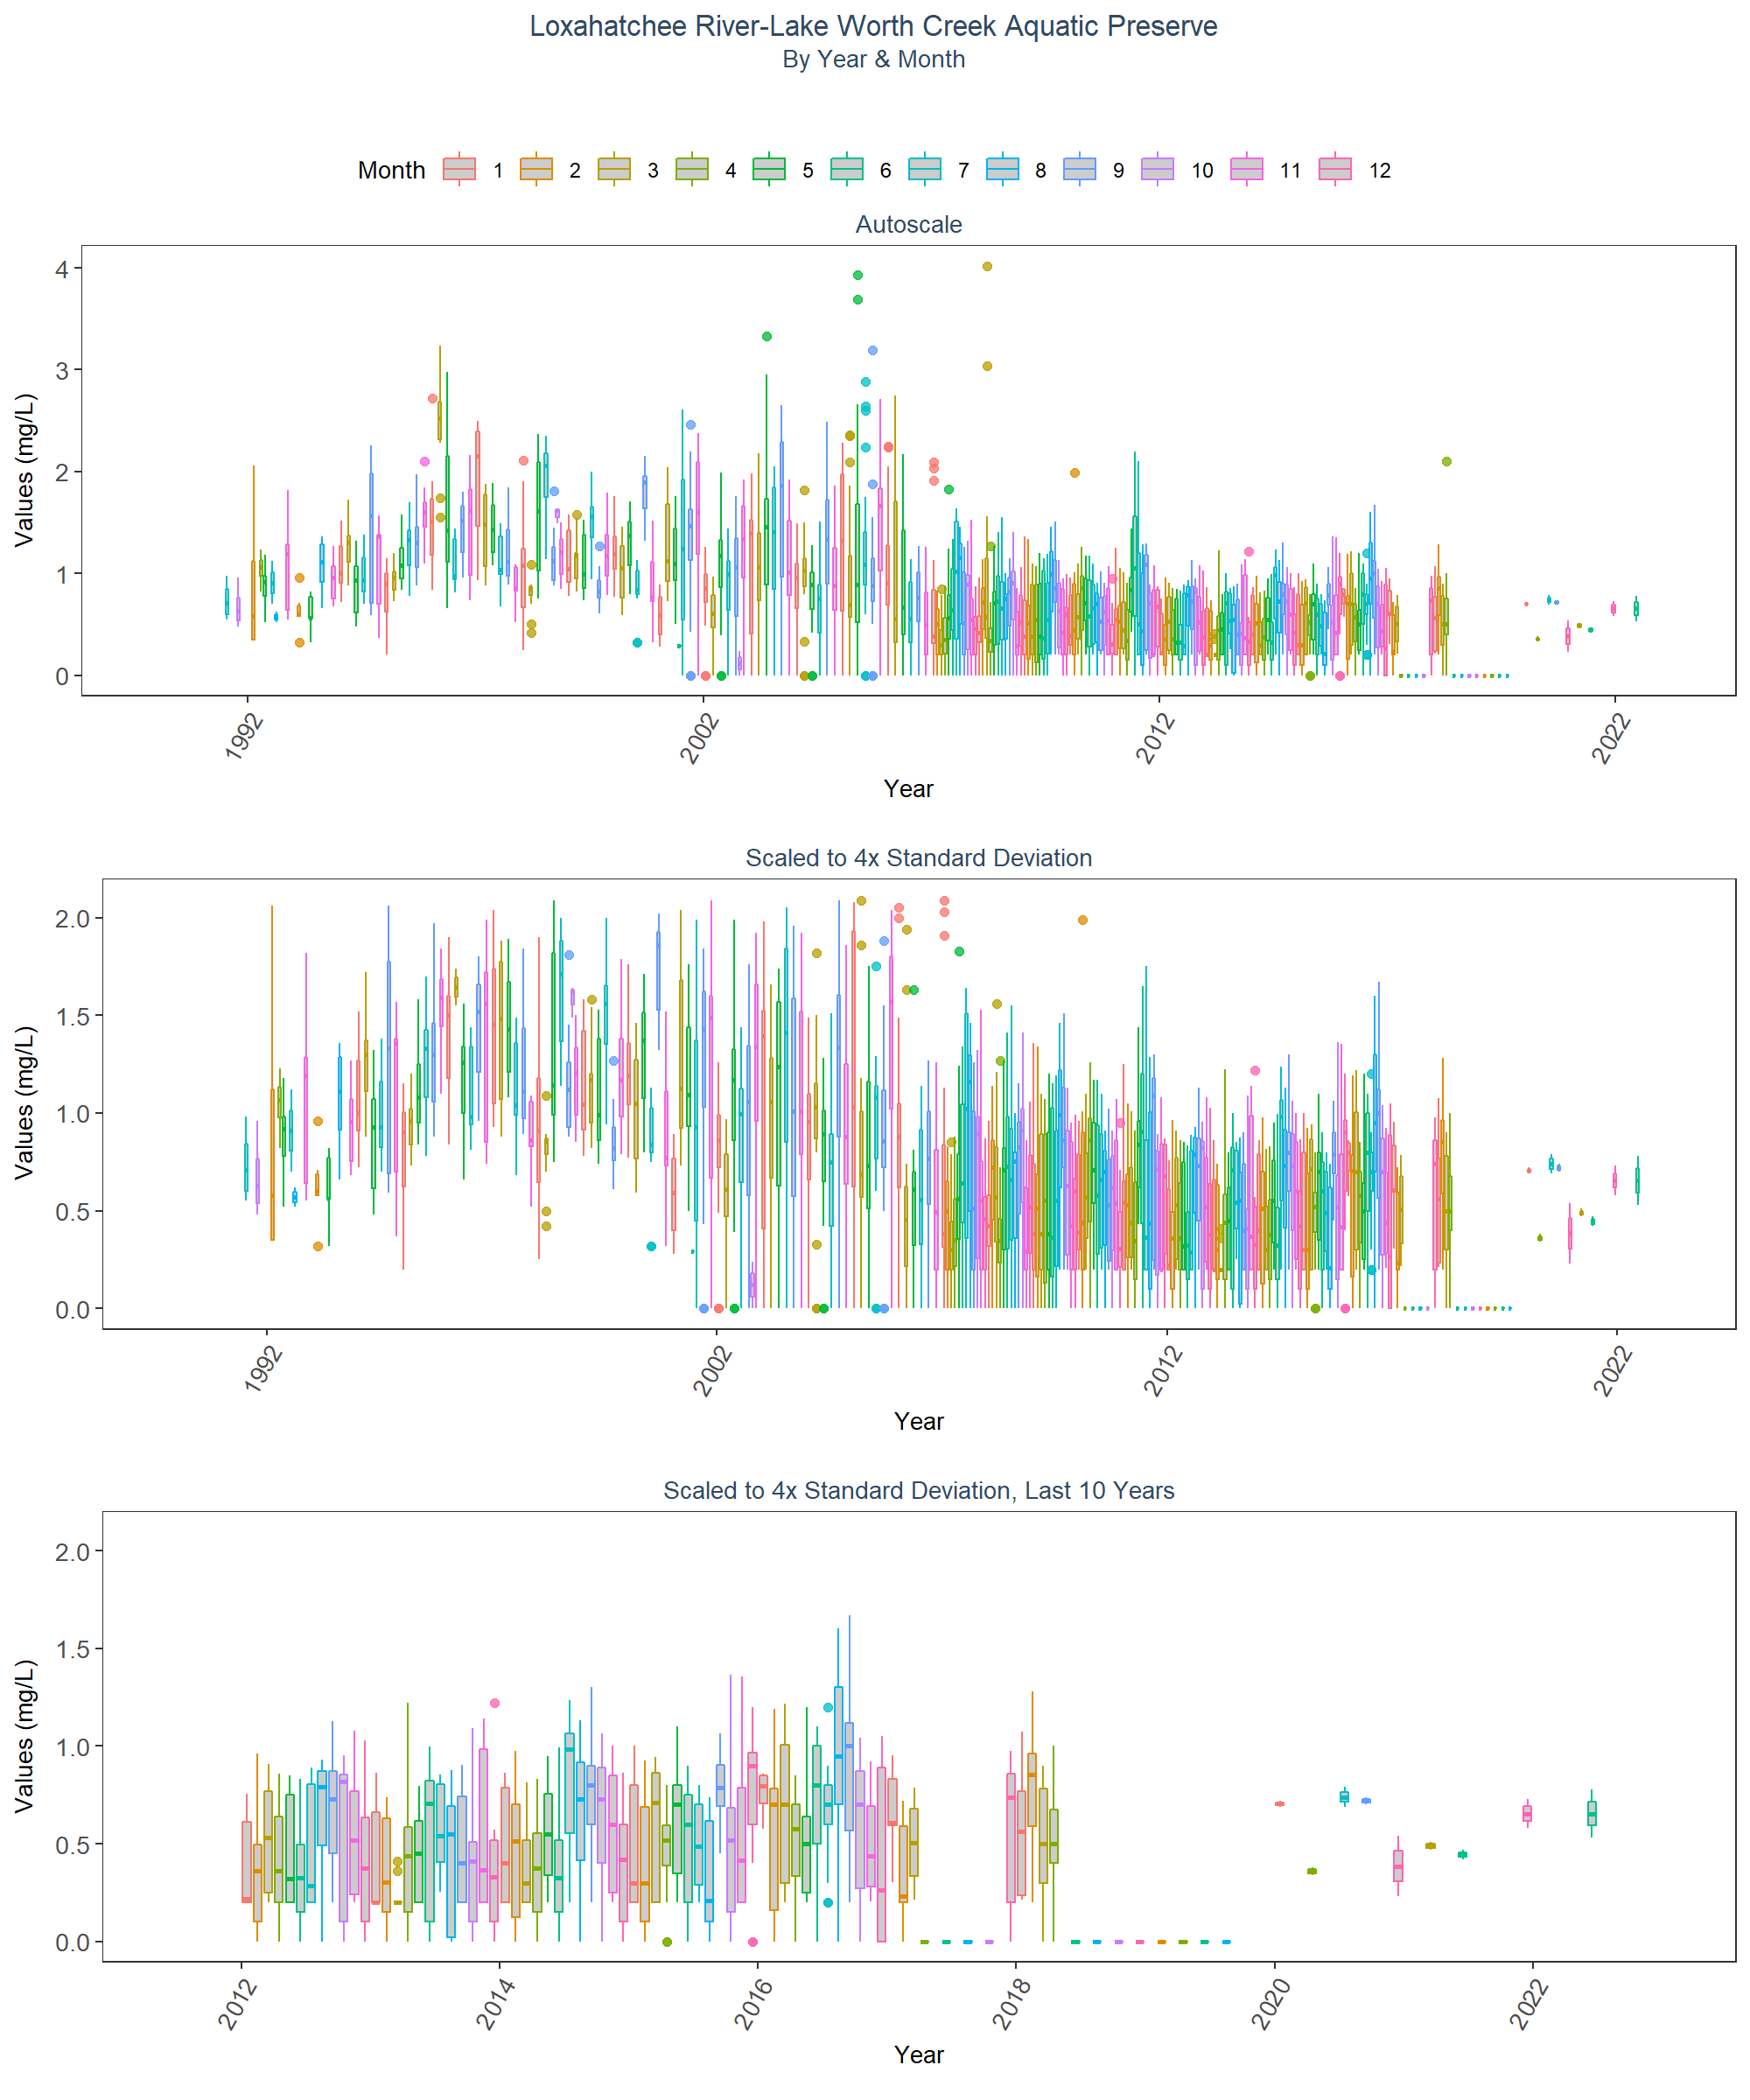 Loxahatchee River-Lake Worth Creek Aquatic Preserve
By Year & Month
Month 1 2 3 4 5 6 7 8 9 10 11 12
Autoscale
Values (mg/L)
4
3
2
1
0
1992 2002 2012 2022
Year
Scaled to 4x Standard Deviation
Values (mg/L)
2.0
1.5
1.0
0.5
0.0
1992 2002 2012 2022
Year
Scaled to 4x Standard Deviation, Last 10 Years
Values (mg/L)
2.0
1.5
1.0
0.5
0.0
2012 2014 2016 2018 2020 2022
Year